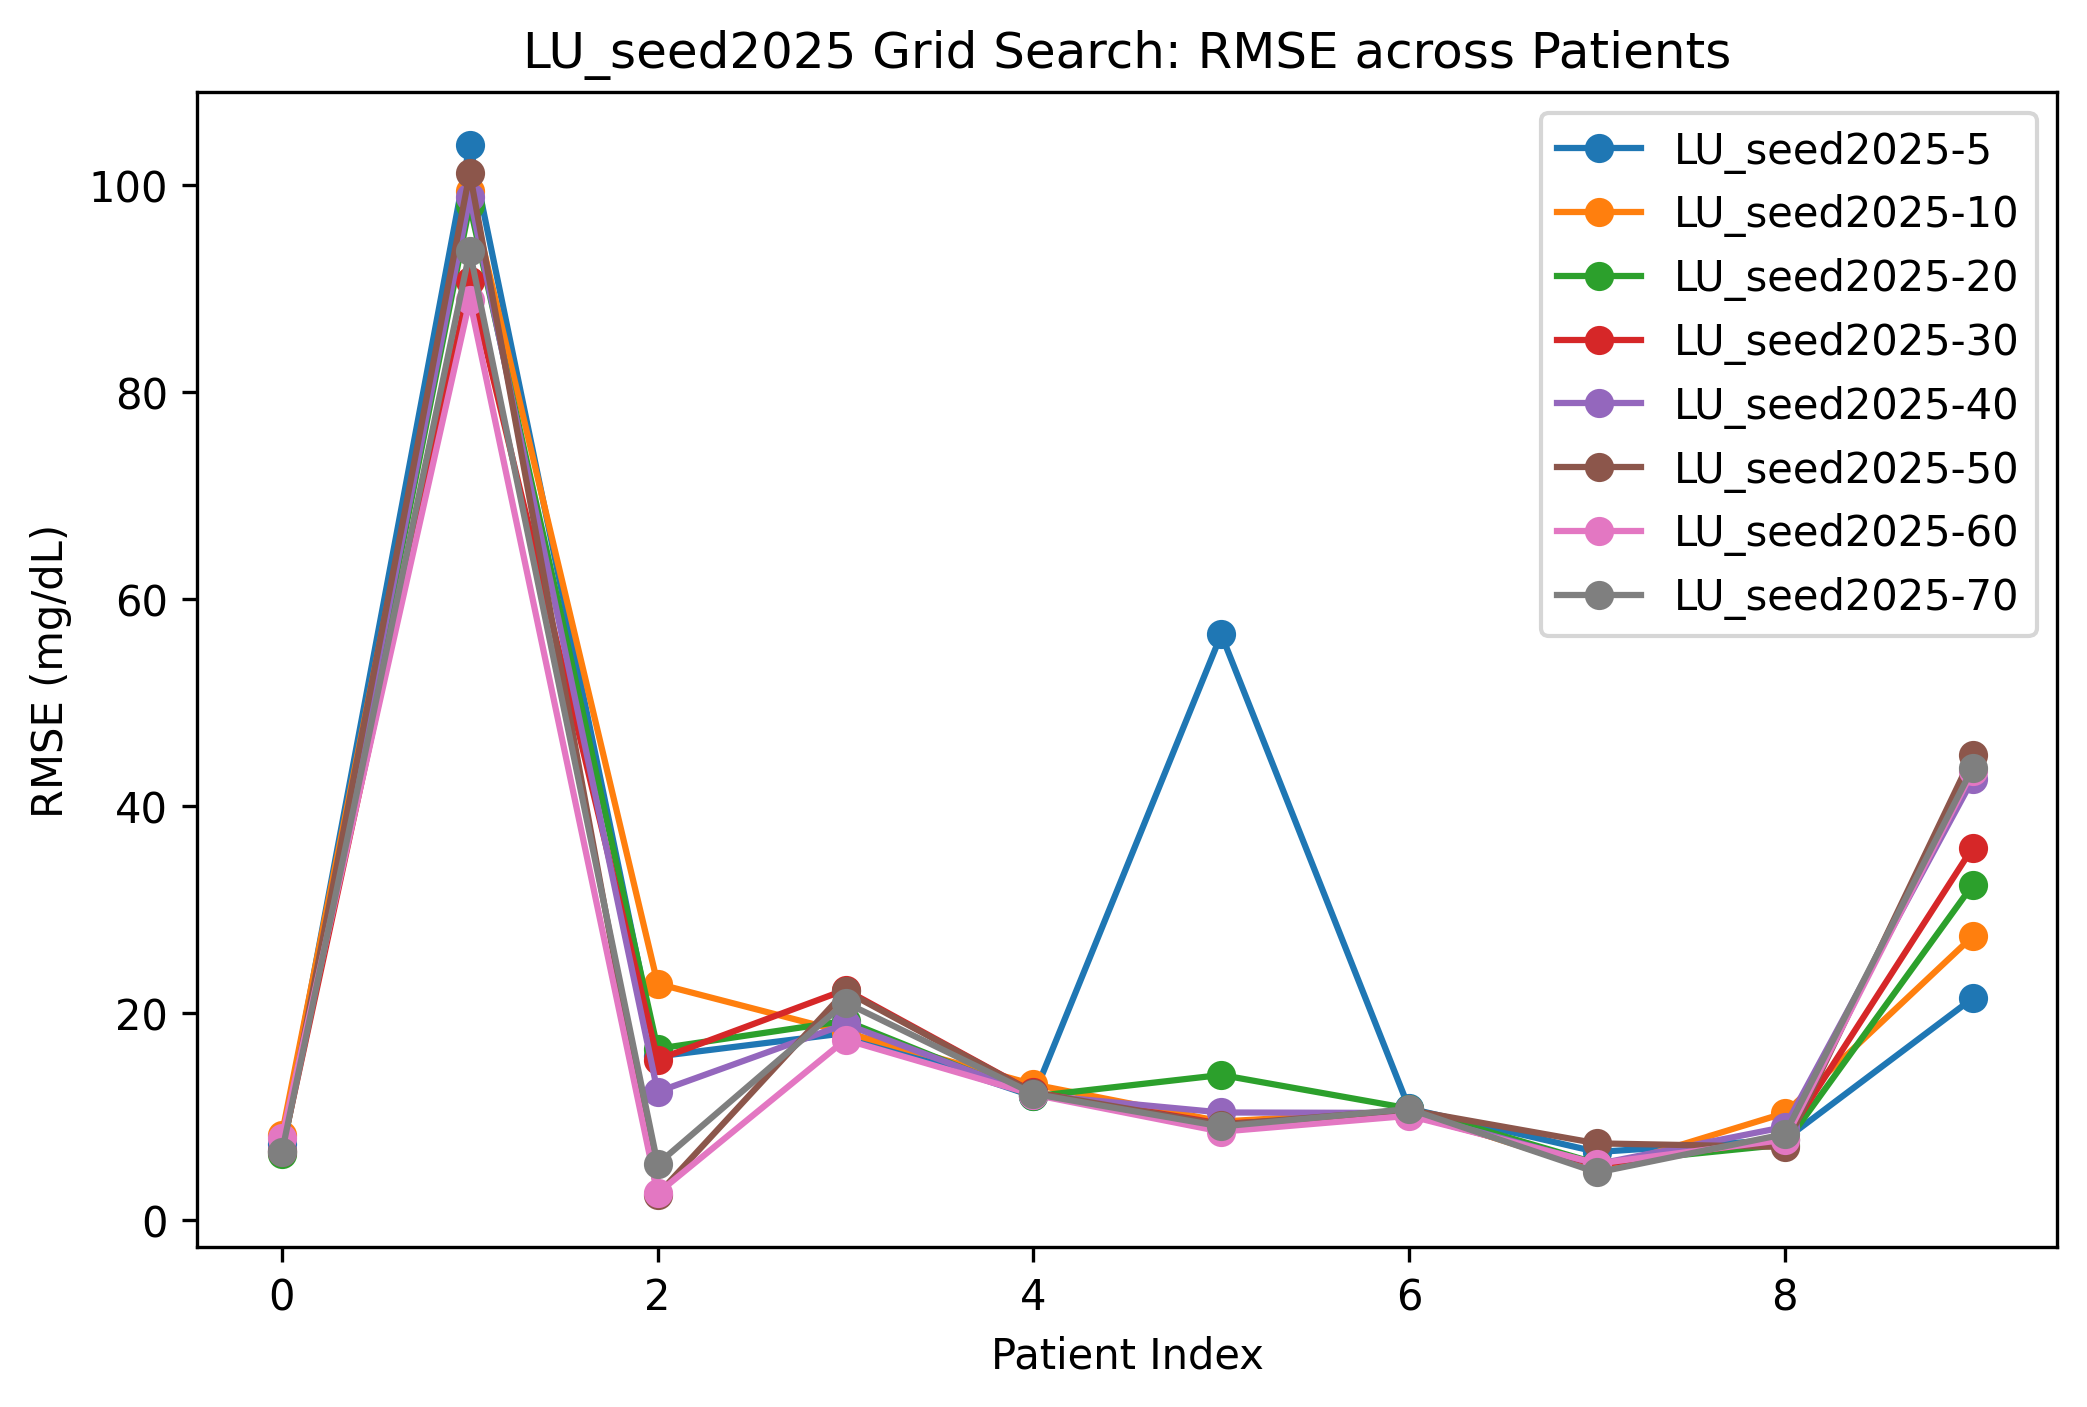 LU_seed2025 Grid Search: RMSE across Patients
RMSE (mg/dL)
100
80
60
40
20
0
0 2 4 6 8
Patient Index
LU_seed2025-5
LU_seed2025-10
LU_seed2025-20
LU_seed2025-30
LU_seed2025-40
LU_seed2025-50
LU_seed2025-60
LU_seed2025-70